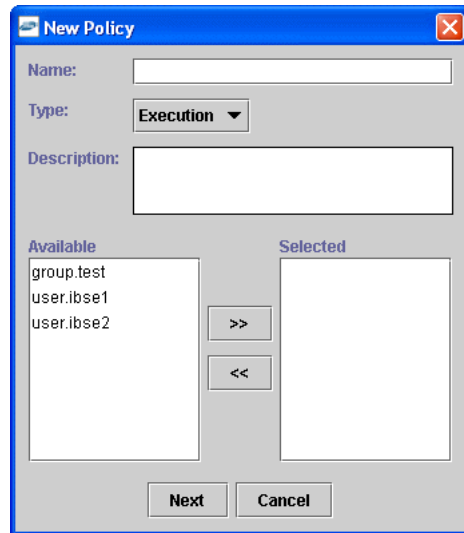 New Policy
Name:
Type:
Execution
Description:
Available
Selected
group.test
user.ibse1
user.ibse2
>>
<<
Next
Cancel